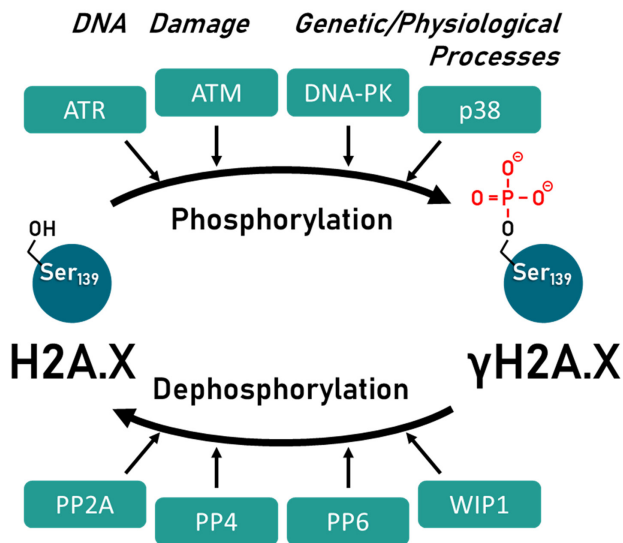 DNA Damage
Genetic/Physiological
Processes
ATR
ATM
DNA-PK
p38
Phosphorylation
OH
Ser139
H2A.X
O⊖
O=P-O⊖
O
Ser139
γH2A.X
Dephosphorylation
PP2A
PP4
PP6
WIP1